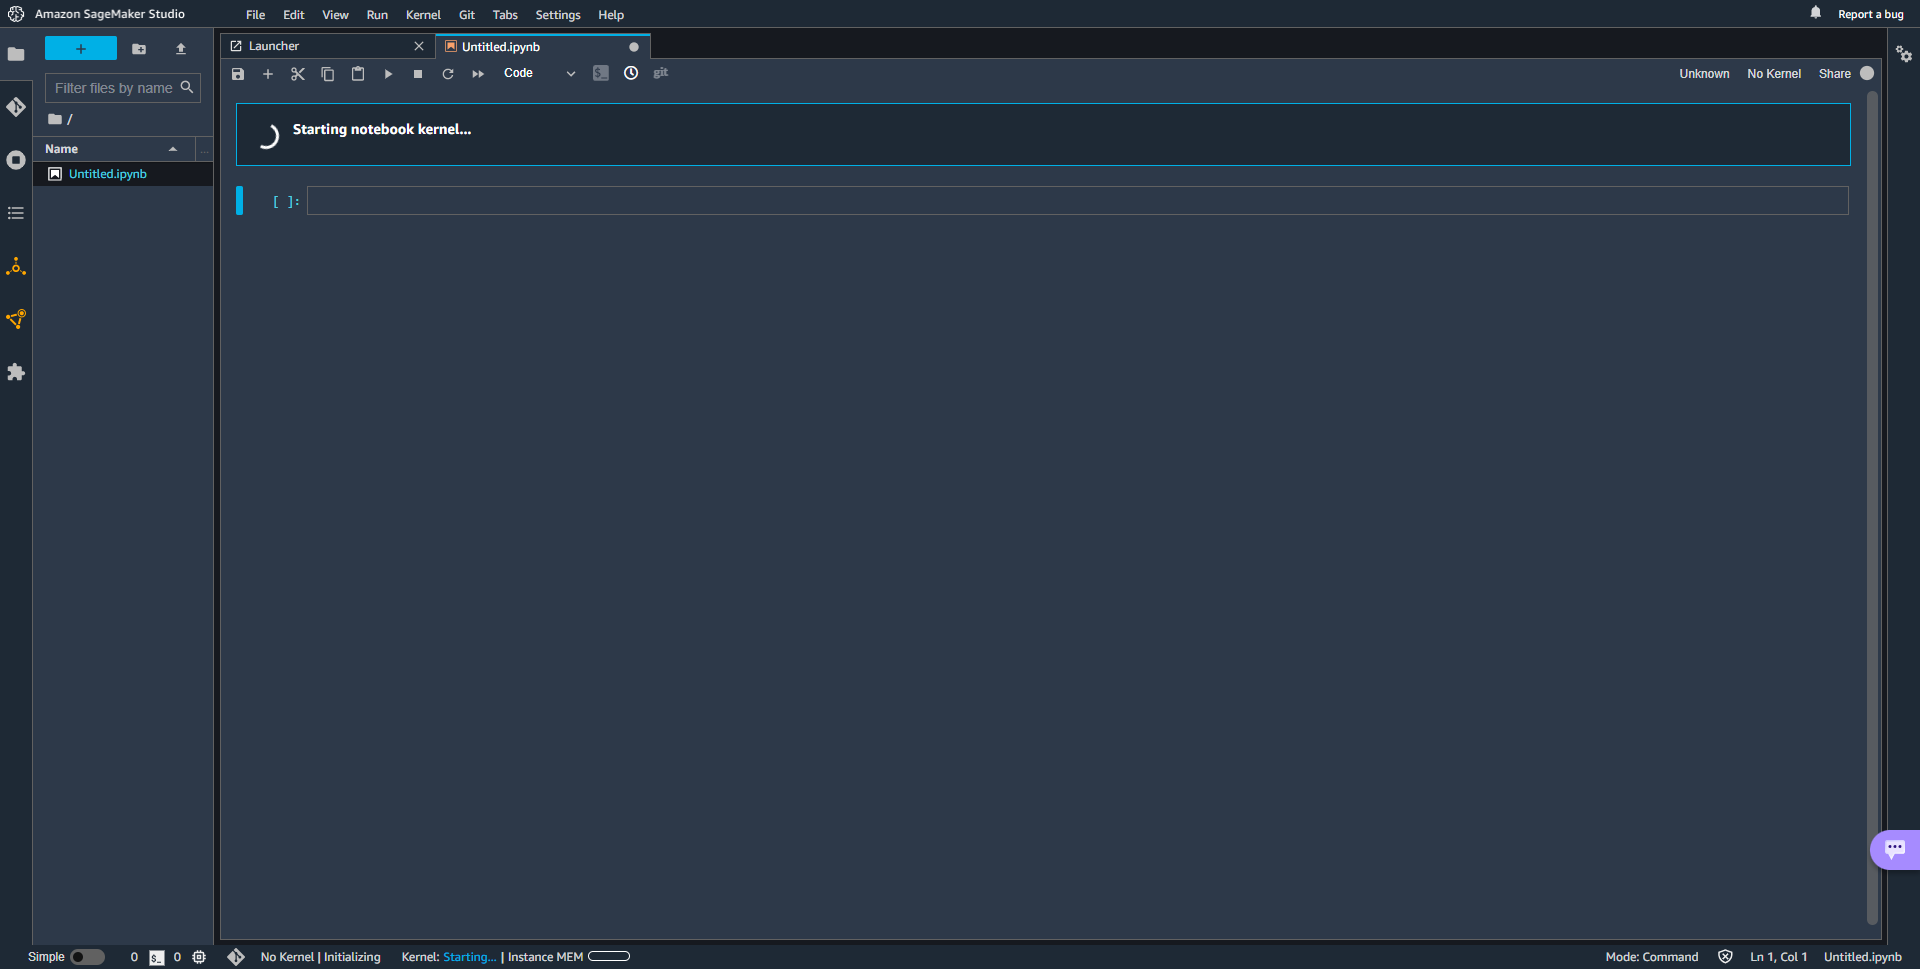 Amazon SageMaker Studio File Edit View Run Kernel Git Tabs Settings Help Report a bug
+
Launcher Untitled.ipynb
Code $_ git Unknown No Kernel Share
Filter files by name
/
Name ...
Untitled.ipynb
Starting notebook kernel...
[ ]:
Simple 0 $_ 0 No Kernel | Initializing Kernel: Starting... | Instance MEM Mode: Command Ln 1, Col 1 Untitled.ipynb